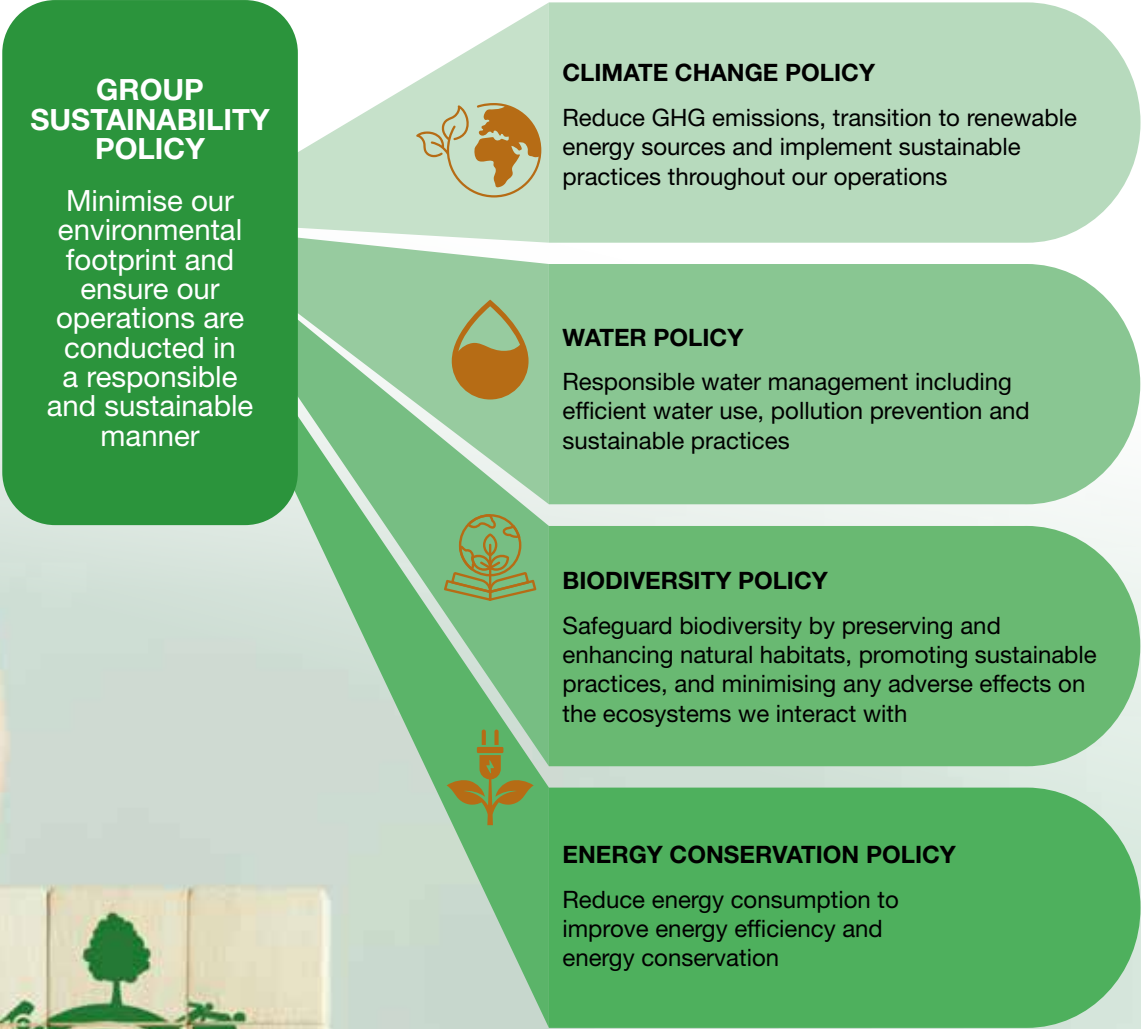 GROUP
SUSTAINABILITY
POLICY
Minimise our
environmental
footprint and
ensure our
operations are
conducted in
a responsible
and sustainable
manner
CLIMATE CHANGE POLICY
Reduce GHG emissions, transition to renewable
energy sources and implement sustainable
practices throughout our operations
WATER POLICY
Responsible water management including
efficient water use, pollution prevention and
sustainable practices
BIODIVERSITY POLICY
Safeguard biodiversity by preserving and
enhancing natural habitats, promoting sustainable
practices, and minimising any adverse effects on
the ecosystems we interact with
ENERGY CONSERVATION POLICY
Reduce energy consumption to
improve energy efficiency and
energy conservation